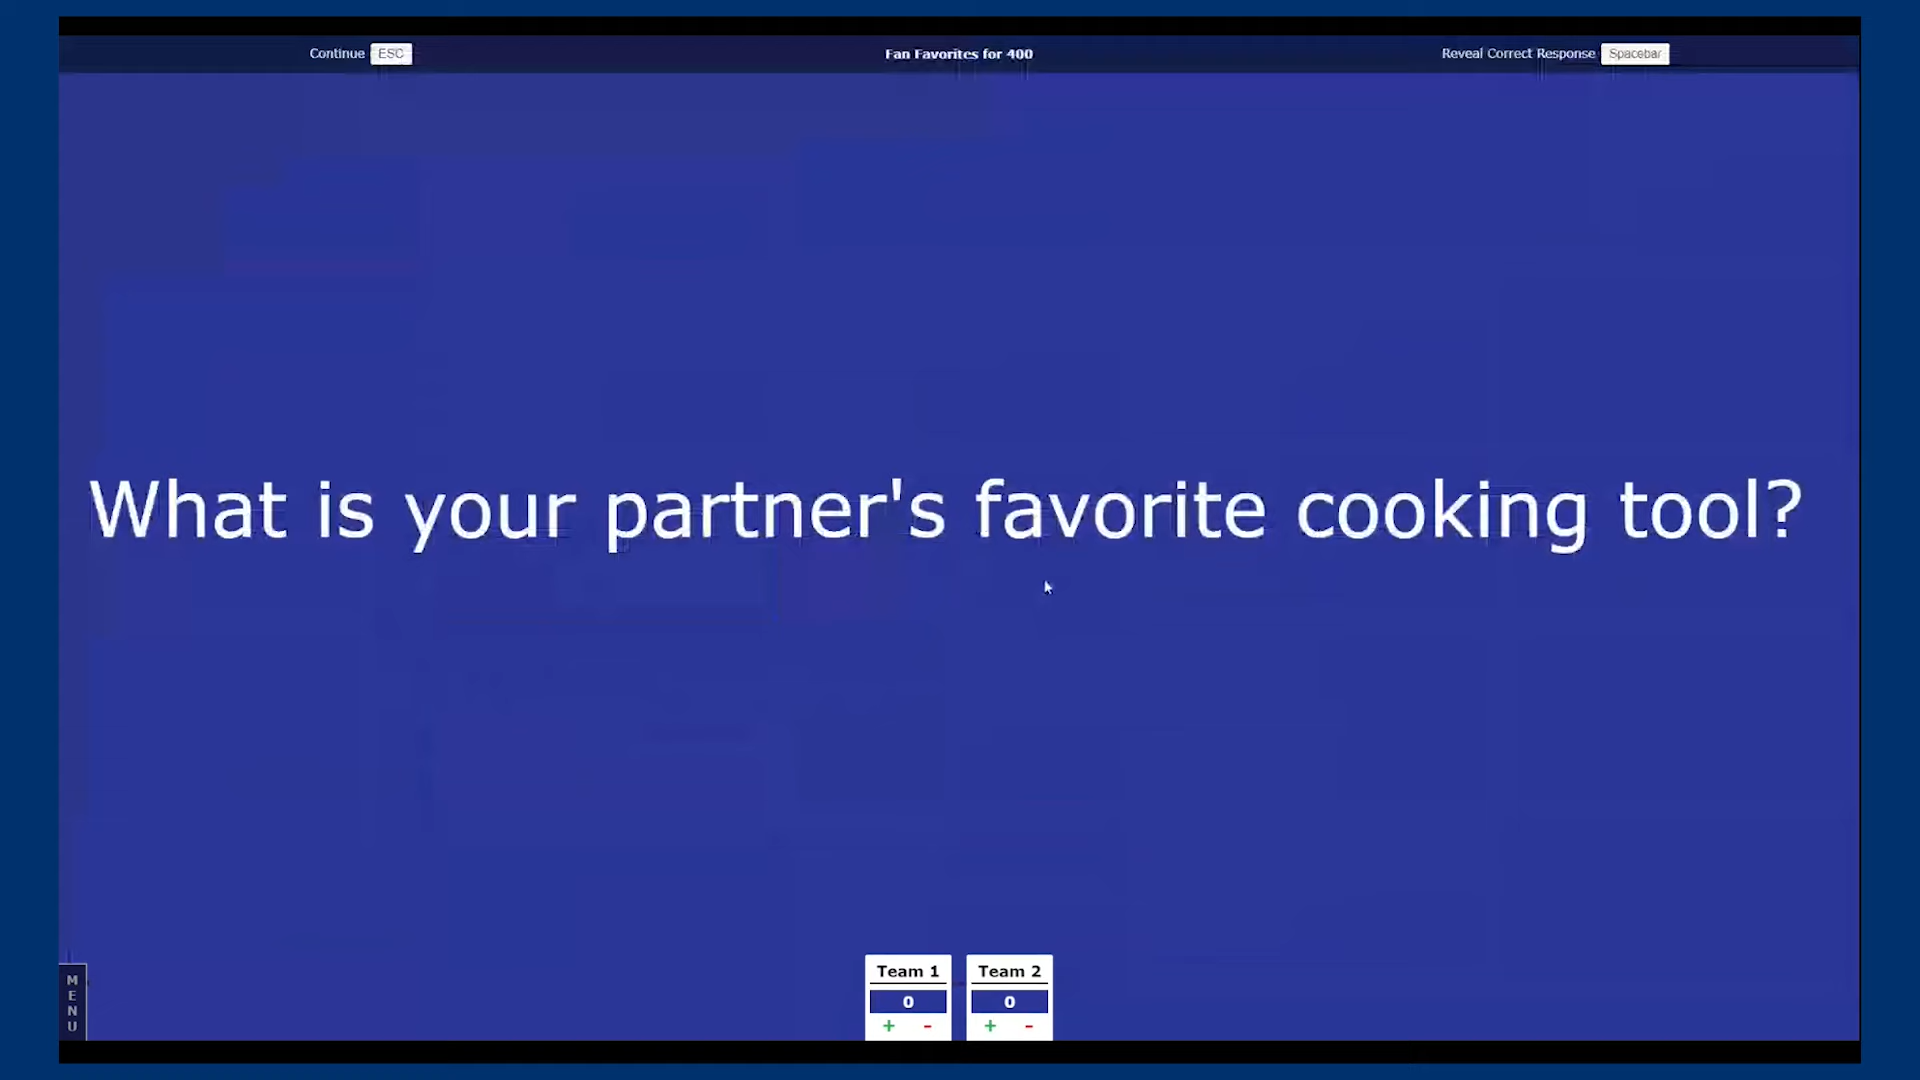 Continue ESC Fan Favorites for 400 Reveal Correct Response Spacebar
What is your partner's favorite cooking tool?
MENU
Team 1 Team 2
0 0
+ - + -